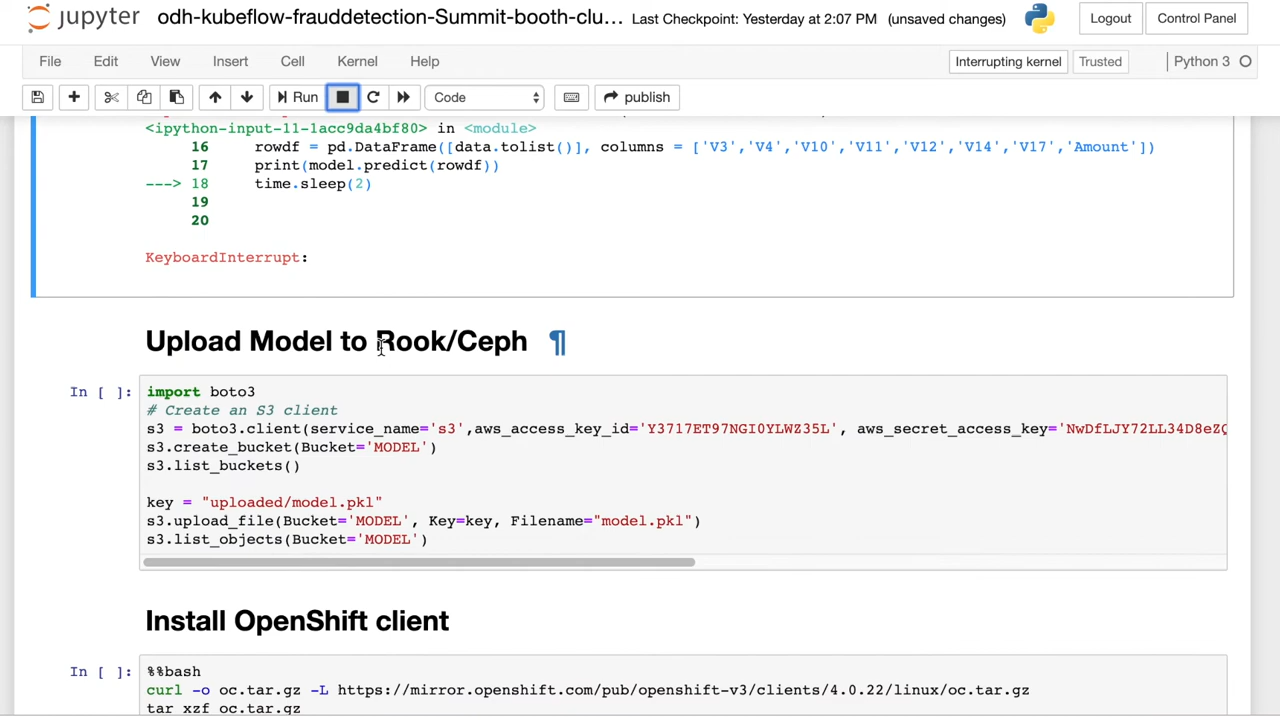 jupyter odh-kubeflow-frauddetection-Summit-booth-clu... Last Checkpoint: Yesterday at 2:07 PM (unsaved changes) Logout Control Panel
File Edit View Insert Cell Kernel Help Interrupting kernel Trusted Python 3
Run Code publish
<ipython-input-11-1acc9da4bf80> in <module>
16 rowdf = pd.DataFrame([data.tolist()], columns = ['V3','V4','V10','V11','V12','V14','V17','Amount'])
17 print(model.predict(rowdf))
---> 18 time.sleep(2)
19
20
KeyboardInterrupt:
Upload Model to Rook/Ceph ¶
In [ ]: import boto3
# Create an S3 client
s3 = boto3.client(service_name='s3',aws_access_key_id='Y3717ET97NGI0YLWZ35L', aws_secret_access_key='NwDfLJY72LL34D8eZQ
s3.create_bucket(Bucket='MODEL')
s3.list_buckets()
key = "uploaded/model.pkl"
s3.upload_file(Bucket='MODEL', Key=key, Filename="model.pkl")
s3.list_objects(Bucket='MODEL')
Install OpenShift client
In [ ]: %%bash
curl -o oc.tar.gz -L https://mirror.openshift.com/pub/openshift-v3/clients/4.0.22/linux/oc.tar.gz
tar xzf oc.tar.gz